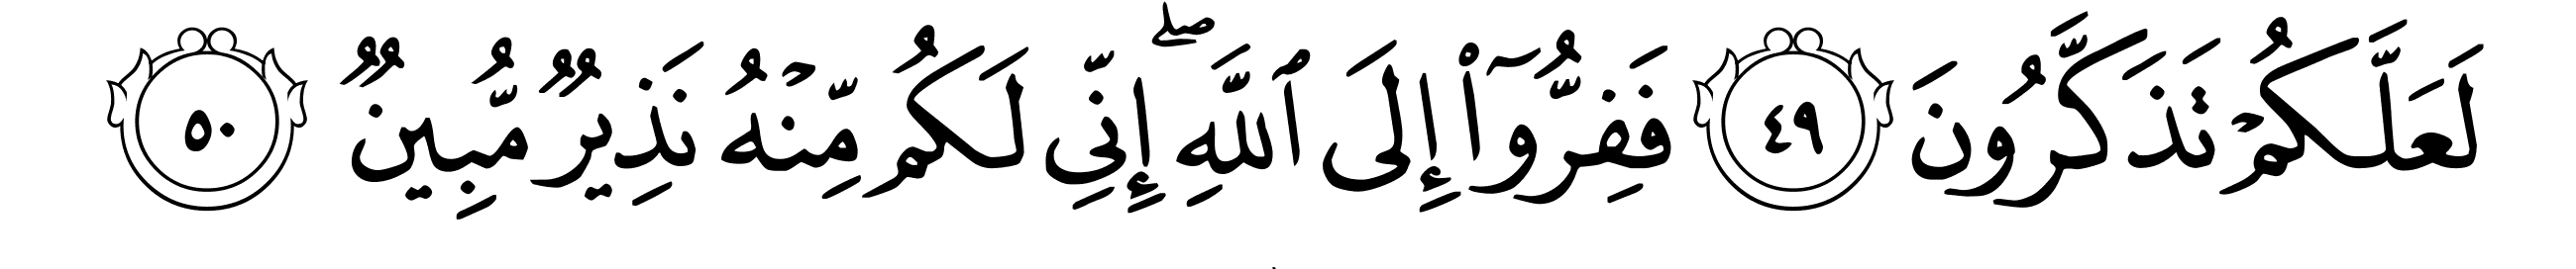 لَعَلَّكُمۡ تَذَكَّرُونَ ٤٩ فَفِرُّوٓاْ إِلَى ٱللَّهِۖ إِنِّي لَكُم مِّنۡهُ نَذِيرٞ مُّبِينٞ ٥٠